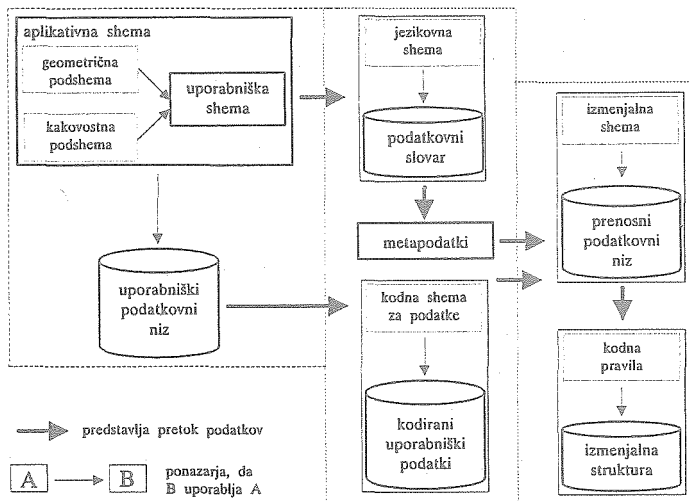 aplikativna shema
geometrična
podshema
kakovostna
podshema
uporabniška
shema
uporabniški
podatkovni
niz
jezikovna
shema
podatkovni
slovar
metapodatki
kodna shema
za podatke
kodirani
uporabniški
podatki
izmenjalna
shema
prenosni
podatkovni
niz
kodna
pravila
izmenjalna
struktura
predstavlja pretok podatkov
A
B
ponazarja, da
B uporablja A